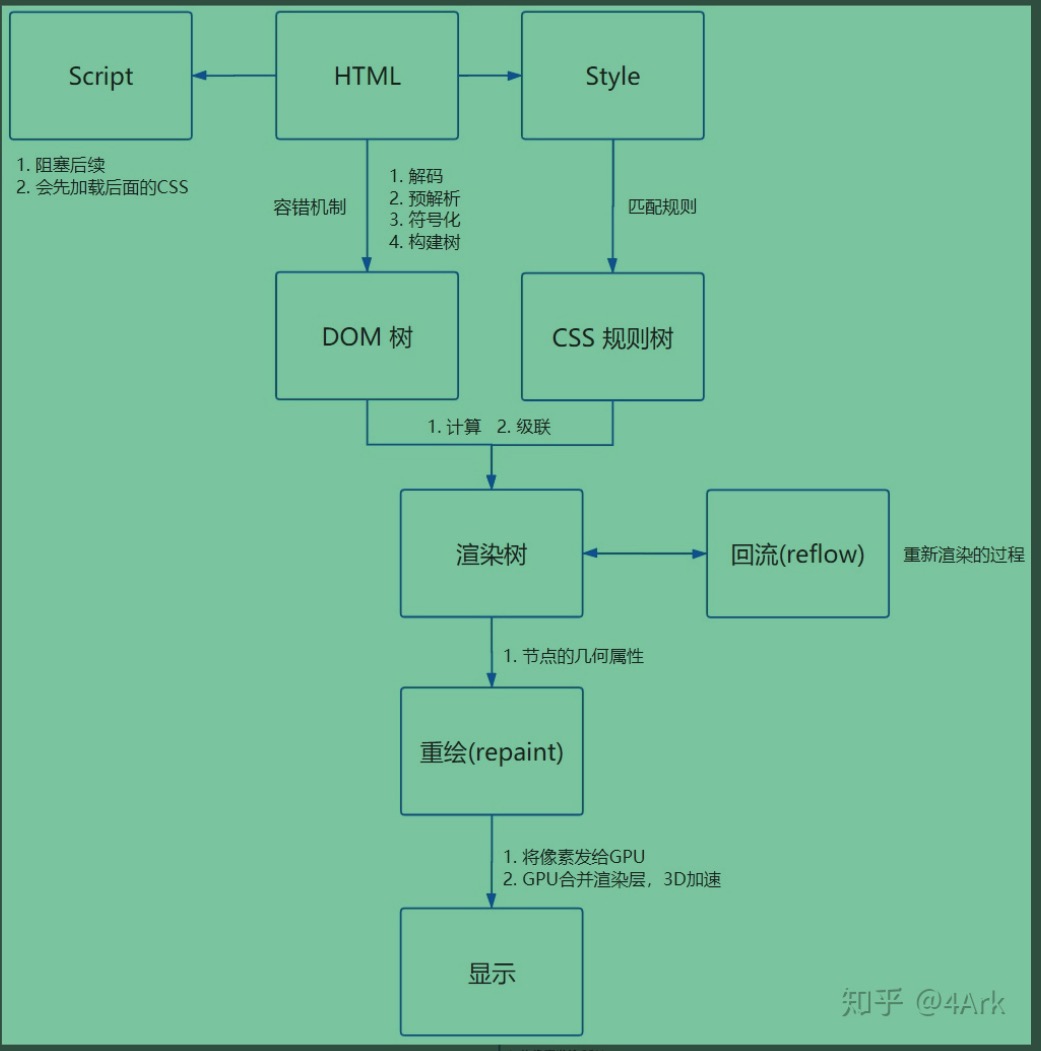 Script
HTML
Style
1. 阻塞后续
2. 会先加载后面的CSS
容错机制
1. 解码
2. 预解析
3. 符号化
4. 构建树
匹配规则
DOM 树
CSS 规则树
1. 计算 2. 级联
渲染树
回流(reflow)
重新渲染的过程
1. 节点的几何属性
重绘(repaint)
1. 将像素发给GPU
2. GPU合并渲染层，3D加速
显示
知乎 @4Ark